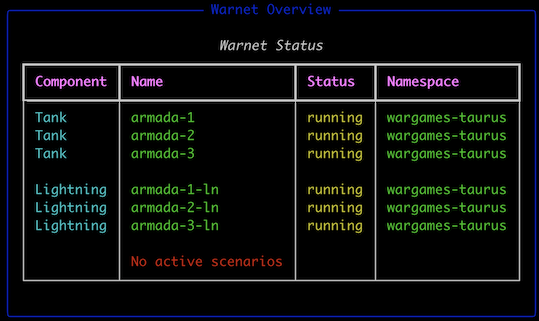 Warnet Overview
Warnet Status
Component Name Status Namespace
Tank armada-1 running wargames-taurus
Tank armada-2 running wargames-taurus
Tank armada-3 running wargames-taurus
Lightning armada-1-ln running wargames-taurus
Lightning armada-2-ln running wargames-taurus
Lightning armada-3-ln running wargames-taurus
No active scenarios